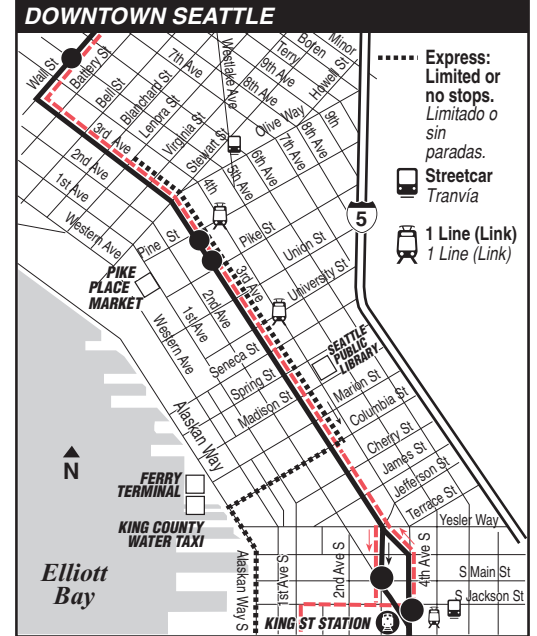 DOWNTOWN SEATTLE
Express:
Limited or
no stops.
Limitado o
sin
paradas.
Streetcar
Tranvía
1 Line (Link)
1 Line (Link)
5
Wall St
Battery St
Bell St
Blanchard St
Lenora St
Virginia St
Stewart St
7th Ave
Westlake Ave
8th Ave
9th Ave
Terry
Boren
Minor
Howell St
Olive Way
9th
8th Ave
7th Ave
6th Ave
5th Ave
4th
3rd Ave
2nd Ave
1st Ave
Western Ave
Pine St
Pike St
Union St
University St
3rd Ave
2nd Ave
1st Ave
Western Ave
PIKE
PLACE
MARKET
Seneca St
Spring St
Madison St
SEATTLE
PUBLIC
LIBRARY
Marion St
Columbia St
Cherry St
James St
Jefferson St
Terrace St
Yesler Way
Alaskan Way
N
FERRY
TERMINAL
KING COUNTY
WATER TAXI
Elliott
Bay
Alaskan Way S
1st Ave S
2nd Ave S
4th Ave S
S Main St
S Jackson St
KING ST STATION